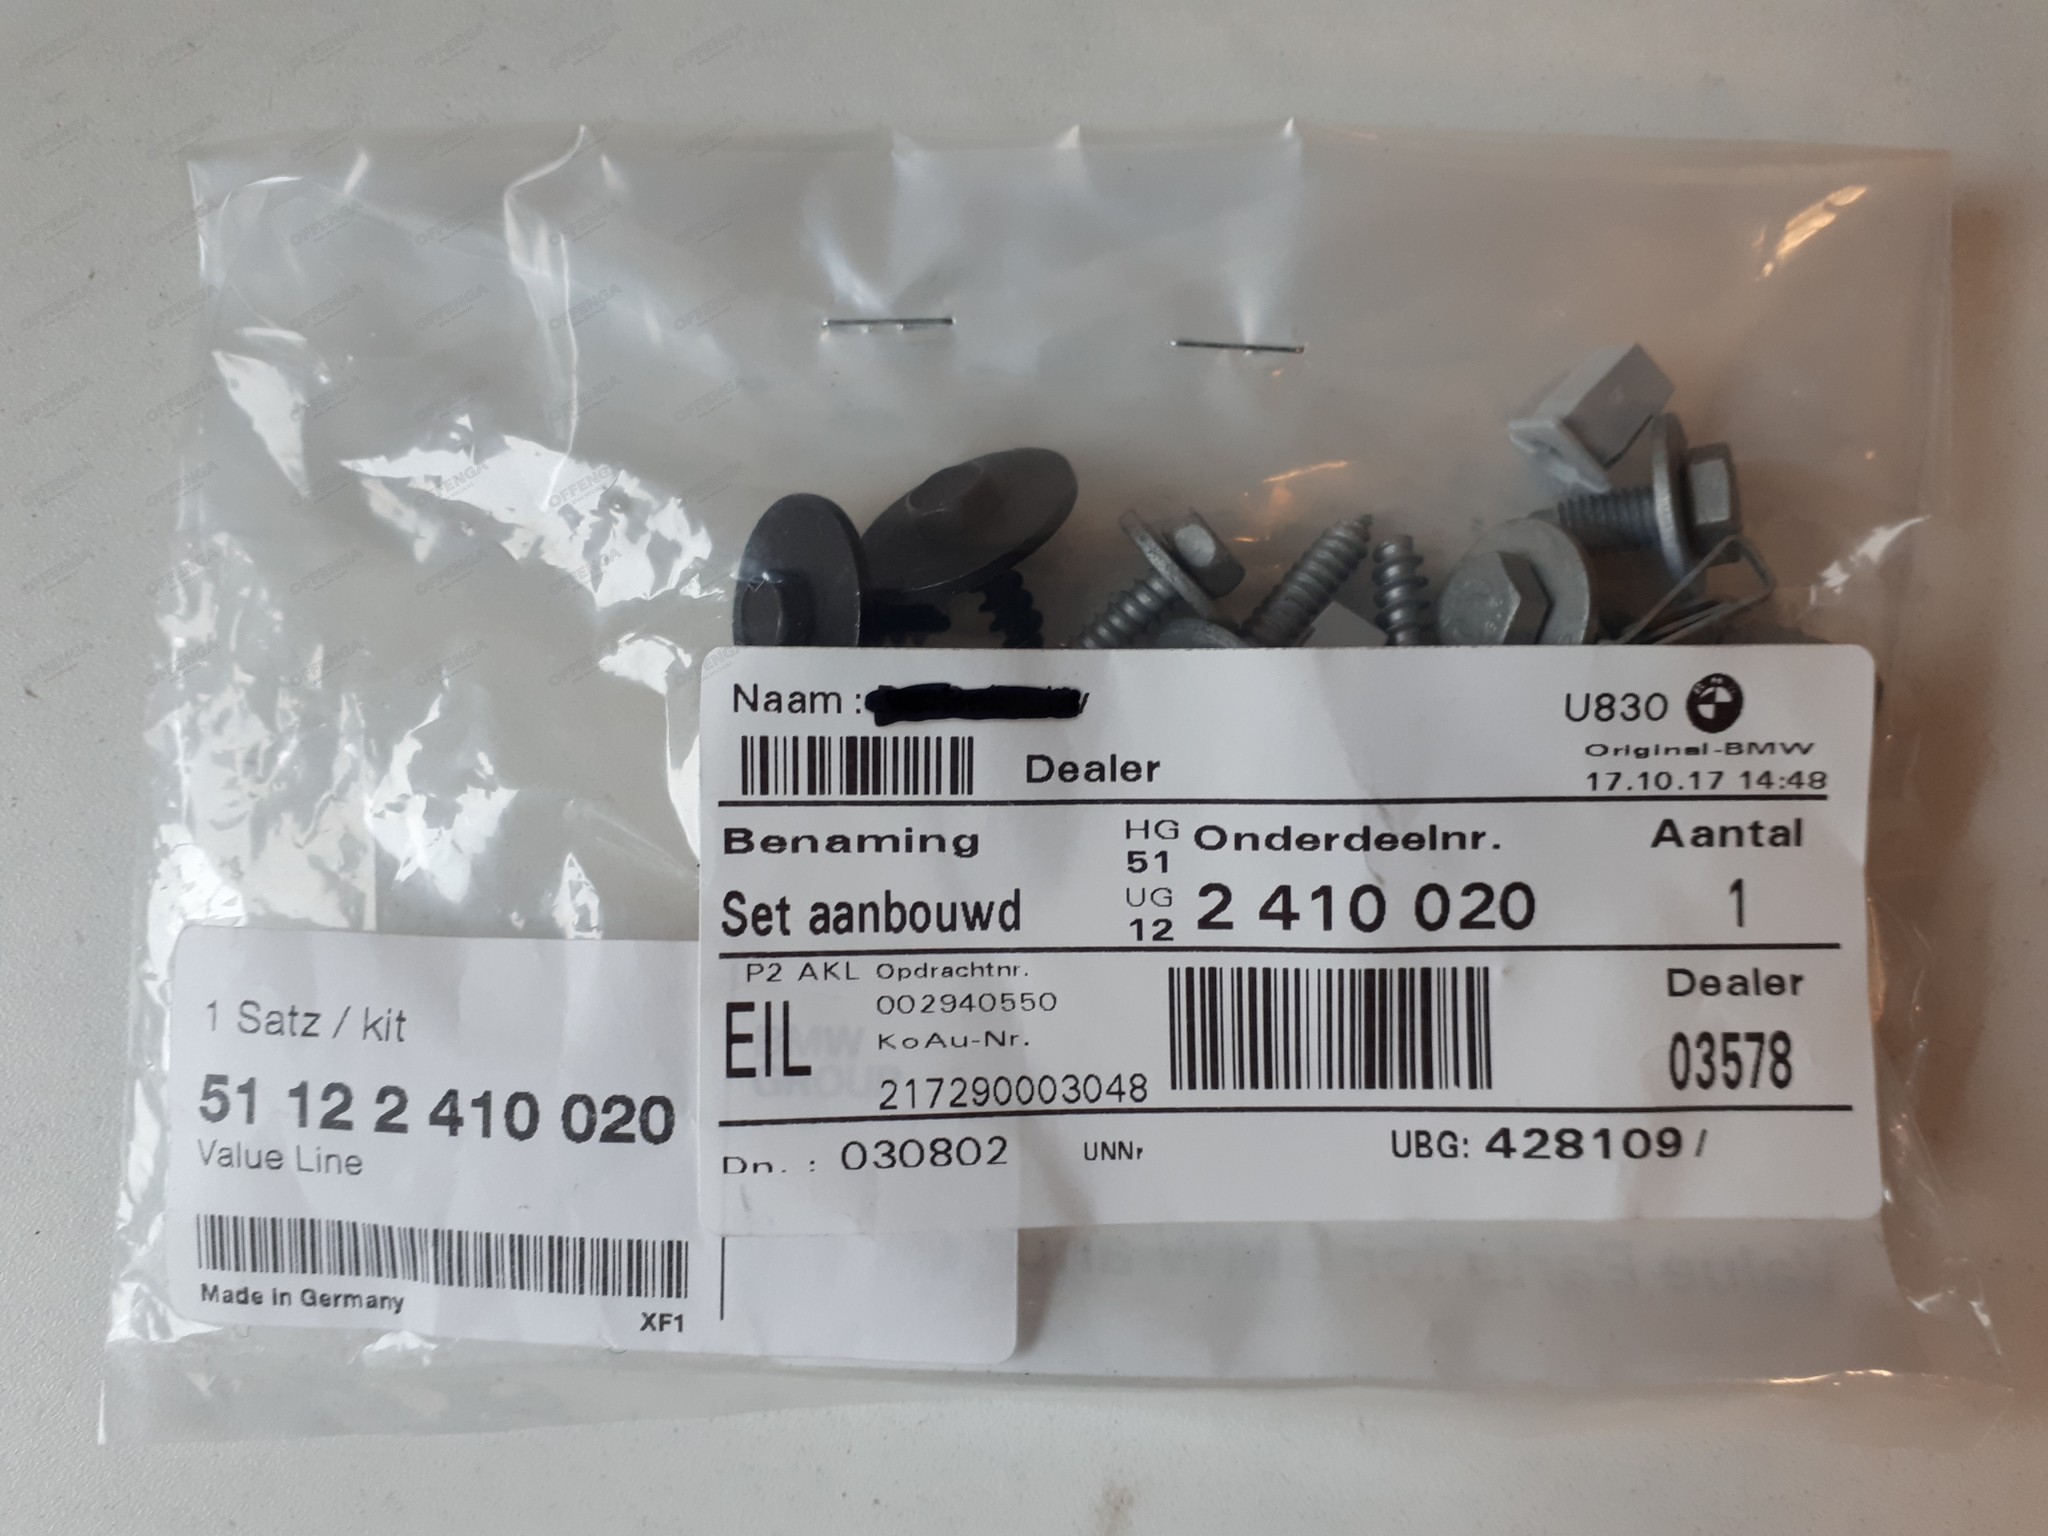 Naam :
U830
Original-BMW
Dealer
17.10.17 14:48
Benaming
HG
51
Onderdeelnr.
Aantal
Set aanbouwd
UG
12
2 410 020
1
P2 AKL Opdrachtnr.
002940550
EIL
KoAu-Nr.
217290003048
Dealer
03578
Dn. : 030802
UNNr
UBG: 428109 /
1 Satz / kit
51 12 2 410 020
Value Line
Made in Germany
XF1
OFFENGA